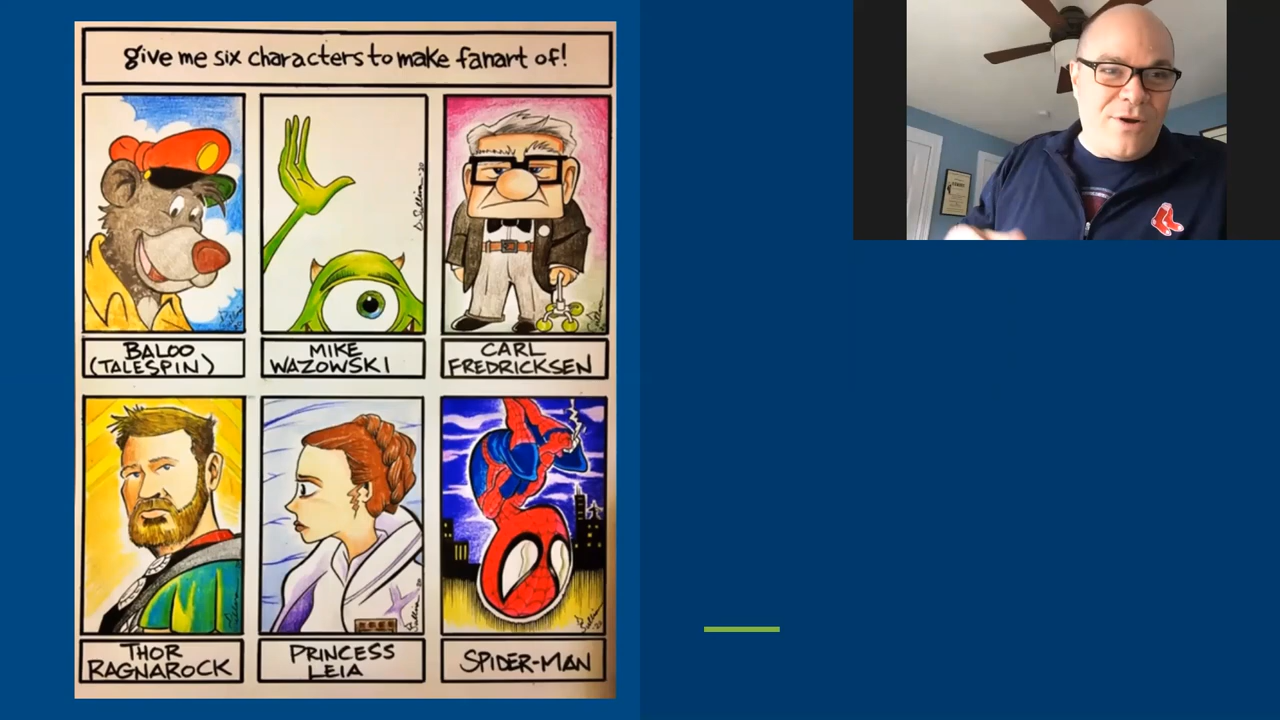 give me six characters to make fanart of!
BALOO
(TALESPIN)
MIKE
WAZOWSKI
CARL
FREDRICKSEN
THOR
RAGNAROCK
PRINCESS
LEIA
SPIDER-MAN